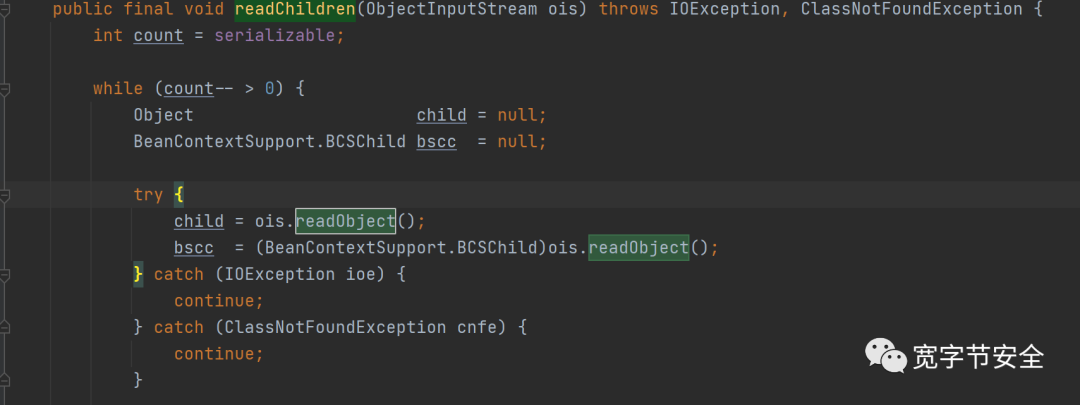 public final void readChildren(ObjectInputStream ois) throws IOException, ClassNotFoundException {
int count = serializable;
while (count-- > 0) {
Object child = null;
BeanContextSupport.BCSChild bscc = null;
try {
child = ois.readObject();
bscc = (BeanContextSupport.BCSChild)ois.readObject();
} catch (IOException ioe) {
continue;
} catch (ClassNotFoundException cnfe) {
continue;
}
宽字节安全